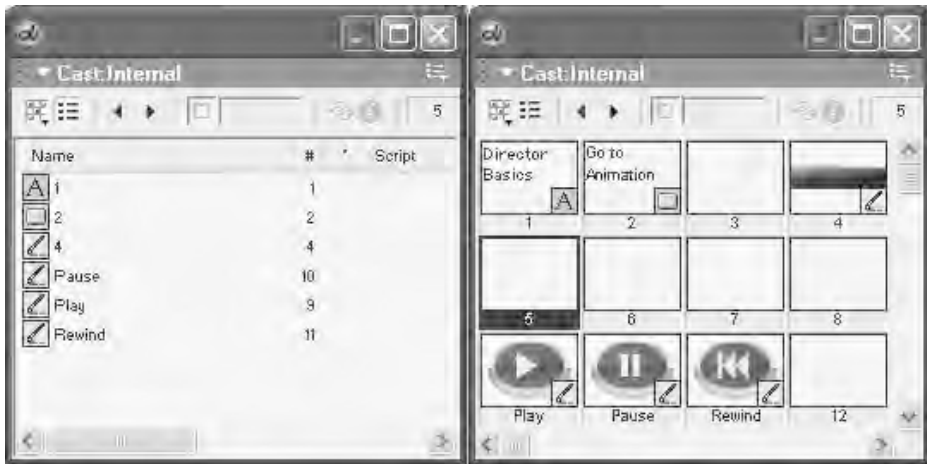 Cast:Internal
5
Name # Script
A 1 1
2 2
4 4
Pause 10
Play 9
Rewind 11
Cast:Internal
5
Director Basics
A
Go to Animation
1 2 3 4
5 6 7 8
Play Pause Rewind 12